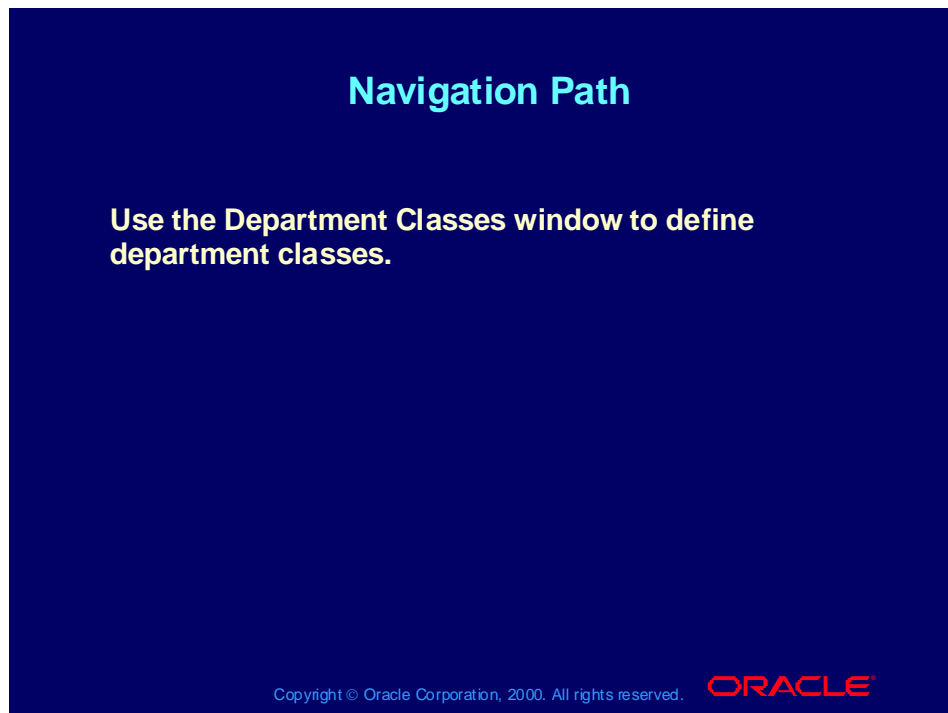 Navigation Path
Use the Department Classes window to define
department classes.
Copyright © Oracle Corporation, 2000. All rights reserved.
ORACLE®